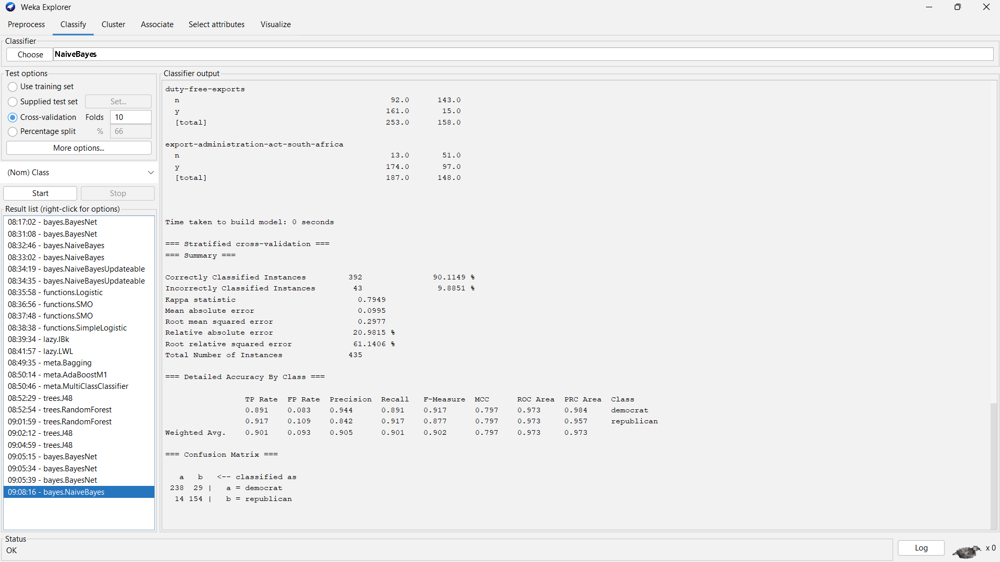 Weka Explorer
Preprocess Classify Cluster Associate Select attributes Visualize
Classifier
Choose NaiveBayes
Test options
Use training set
Supplied test set Set...
Cross-validation Folds 10
Percentage split % 66
More options...
(Nom) Class
Start Stop
Result list (right-click for options)
08:17:02 - bayes.BayesNet
08:31:08 - bayes.BayesNet
08:32:46 - bayes.NaiveBayes
08:33:02 - bayes.NaiveBayes
08:34:19 - bayes.NaiveBayesUpdateable
08:34:35 - bayes.NaiveBayesUpdateable
08:35:58 - functions.Logistic
08:36:56 - functions.SMO
08:37:48 - functions.SMO
08:38:38 - functions.SimpleLogistic
08:39:34 - lazy.IBk
08:41:57 - lazy.LWL
08:49:35 - meta.Bagging
08:50:14 - meta.AdaBoostM1
08:50:46 - meta.MultiClassClassifier
08:52:29 - trees.J48
08:52:54 - trees.RandomForest
09:01:59 - trees.RandomForest
09:02:12 - trees.J48
09:04:59 - trees.J48
09:05:15 - bayes.BayesNet
09:05:34 - bayes.BayesNet
09:05:39 - bayes.BayesNet
09:08:16 - bayes.NaiveBayes
Classifier output
duty-free-exports
n 92.0 143.0
y 161.0 15.0
[total] 253.0 158.0
export-administration-act-south-africa
n 13.0 51.0
y 174.0 97.0
[total] 187.0 148.0
Time taken to build model: 0 seconds
=== Stratified cross-validation ===
=== Summary ===
Correctly Classified Instances 392 90.1149 %
Incorrectly Classified Instances 43 9.8851 %
Kappa statistic 0.7949
Mean absolute error 0.0995
Root mean squared error 0.2977
Relative absolute error 20.9815 %
Root relative squared error 61.1406 %
Total Number of Instances 435
=== Detailed Accuracy By Class ===
TP Rate FP Rate Precision Recall F-Measure MCC ROC Area PRC Area Class
0.891 0.083 0.944 0.891 0.917 0.797 0.973 0.984 democrat
0.917 0.109 0.842 0.917 0.877 0.797 0.973 0.957 republican
Weighted Avg. 0.901 0.093 0.905 0.901 0.902 0.797 0.973 0.973
=== Confusion Matrix ===
a b <-- classified as
238 29 | a = democrat
14 154 | b = republican
Status
OK
Log
x 0